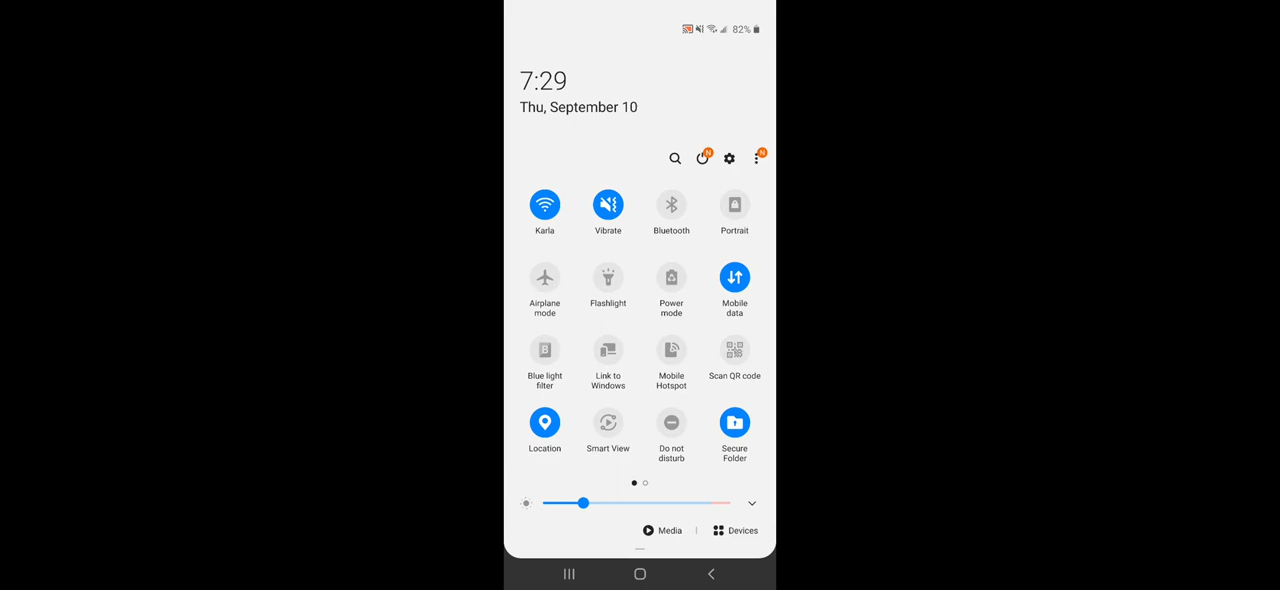 82%
7:29
Thu, September 10
N
N
Karla
Vibrate
Bluetooth
Portrait
Airplane
mode
Flashlight
Power
mode
Mobile
data
B
Blue light
filter
Link to
Windows
Mobile
Hotspot
Scan QR code
Location
Smart View
Do not
disturb
Secure
Folder
Media
Devices